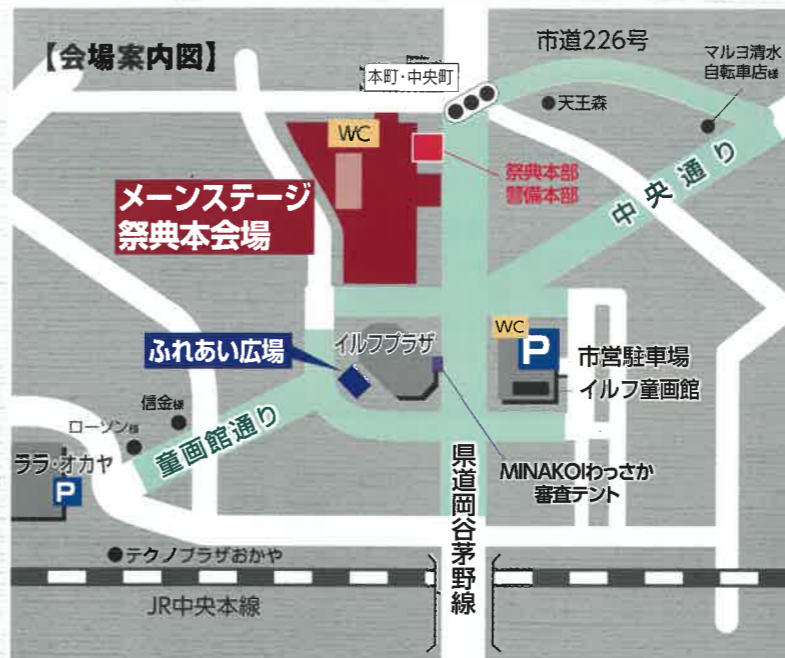 【会場案内図】
市道226号
マルヨ清水
自転車店様
本町・中央町
天王森
WC
祭典本部
警備本部
中央通り
メーンステージ
祭典本会場
ふれあい広場
イルフプラザ
WC
P
市営駐車場
イルフ童画館
信金様
ローソン様
童画館通り
ララ・オカヤ
P
MINAKOIわっさか
審査テント
県道岡谷茅野線
テクノプラザおかや
JR中央本線